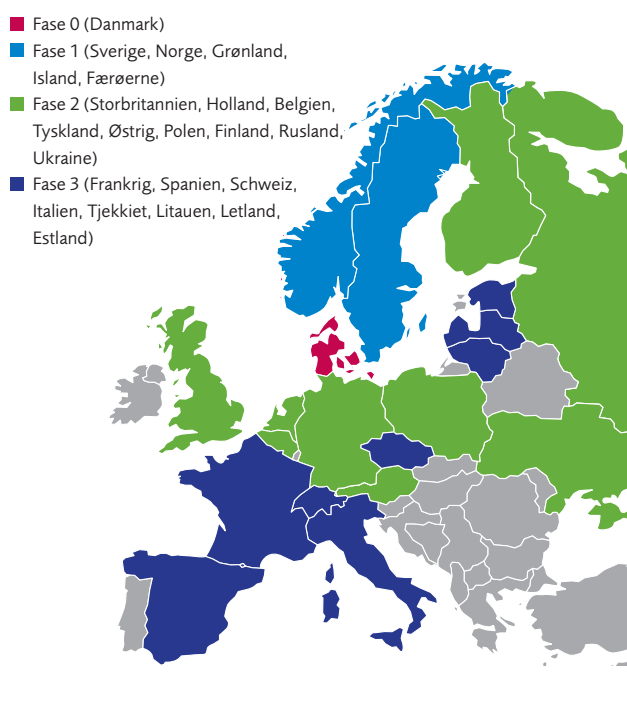 Fase 0 (Danmark)
Fase 1 (Sverige, Norge, Grønland,
Island, Færøerne)
Fase 2 (Storbritannien, Holland, Belgien,
Tyskland, Østrig, Polen, Finland, Rusland,
Ukraine)
Fase 3 (Frankrig, Spanien, Schweiz,
Italien, Tjekkiet, Litauen, Letland,
Estland)